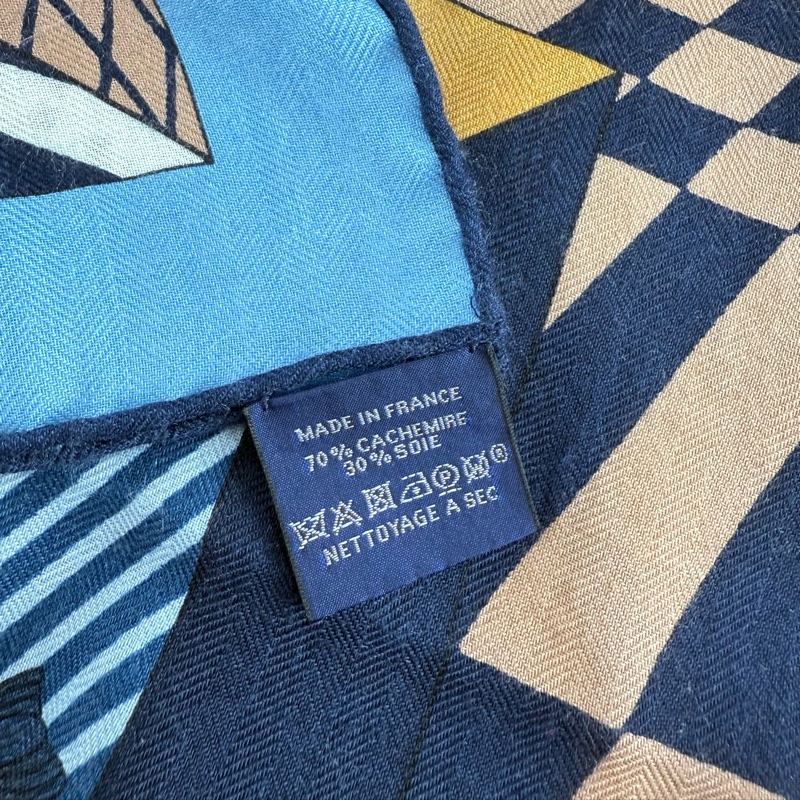 MADE IN FRANCE
70% CACHEMIRE
30% SOIE
P ®
NETTOYAGE A SEC